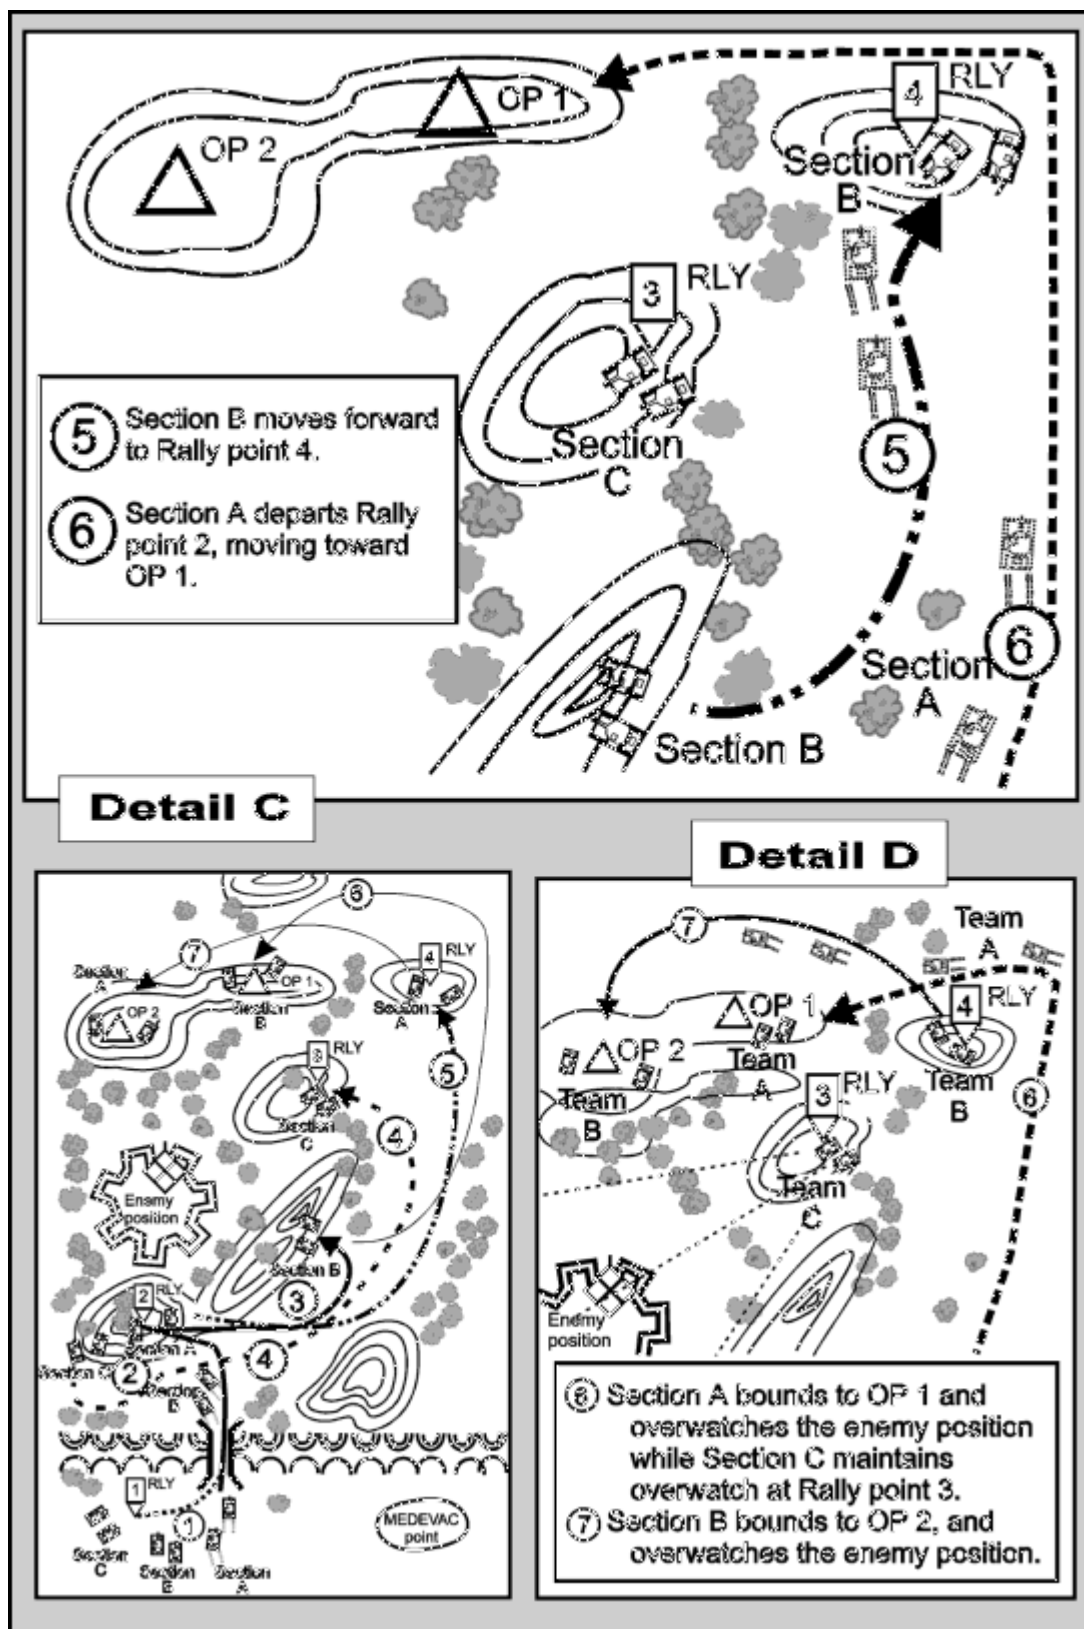 OP 1
OP 2
4
RLY
Section
B
3
RLY
Section
C
5 Section B moves forward
to Rally point 4.
6 Section A departs Rally
point 2, moving toward
OP 1.
5
6
Section
A
Section B
Detail C
Detail D
6
7
Section
A
OP 1
OP 2
Section
B
4
RLY
Section
A
5
3
RLY
Section
C
4
Enemy
position
Section B
3
2
RLY
Section A
Section C
2
4
Section
B
1
RLY
1
Section
C
Section
B
Section
A
MEDEVAC
point
7
Team
A
OP 1
4
RLY
OP 2
Team
A
Team
B
3
RLY
Team
B
6
Team
C
Enemy
position
6 Section A bounds to OP 1 and
overwatches the enemy position
while Section C maintains
overwatch at Rally point 3.
7 Section B bounds to OP 2, and
overwatches the enemy position.